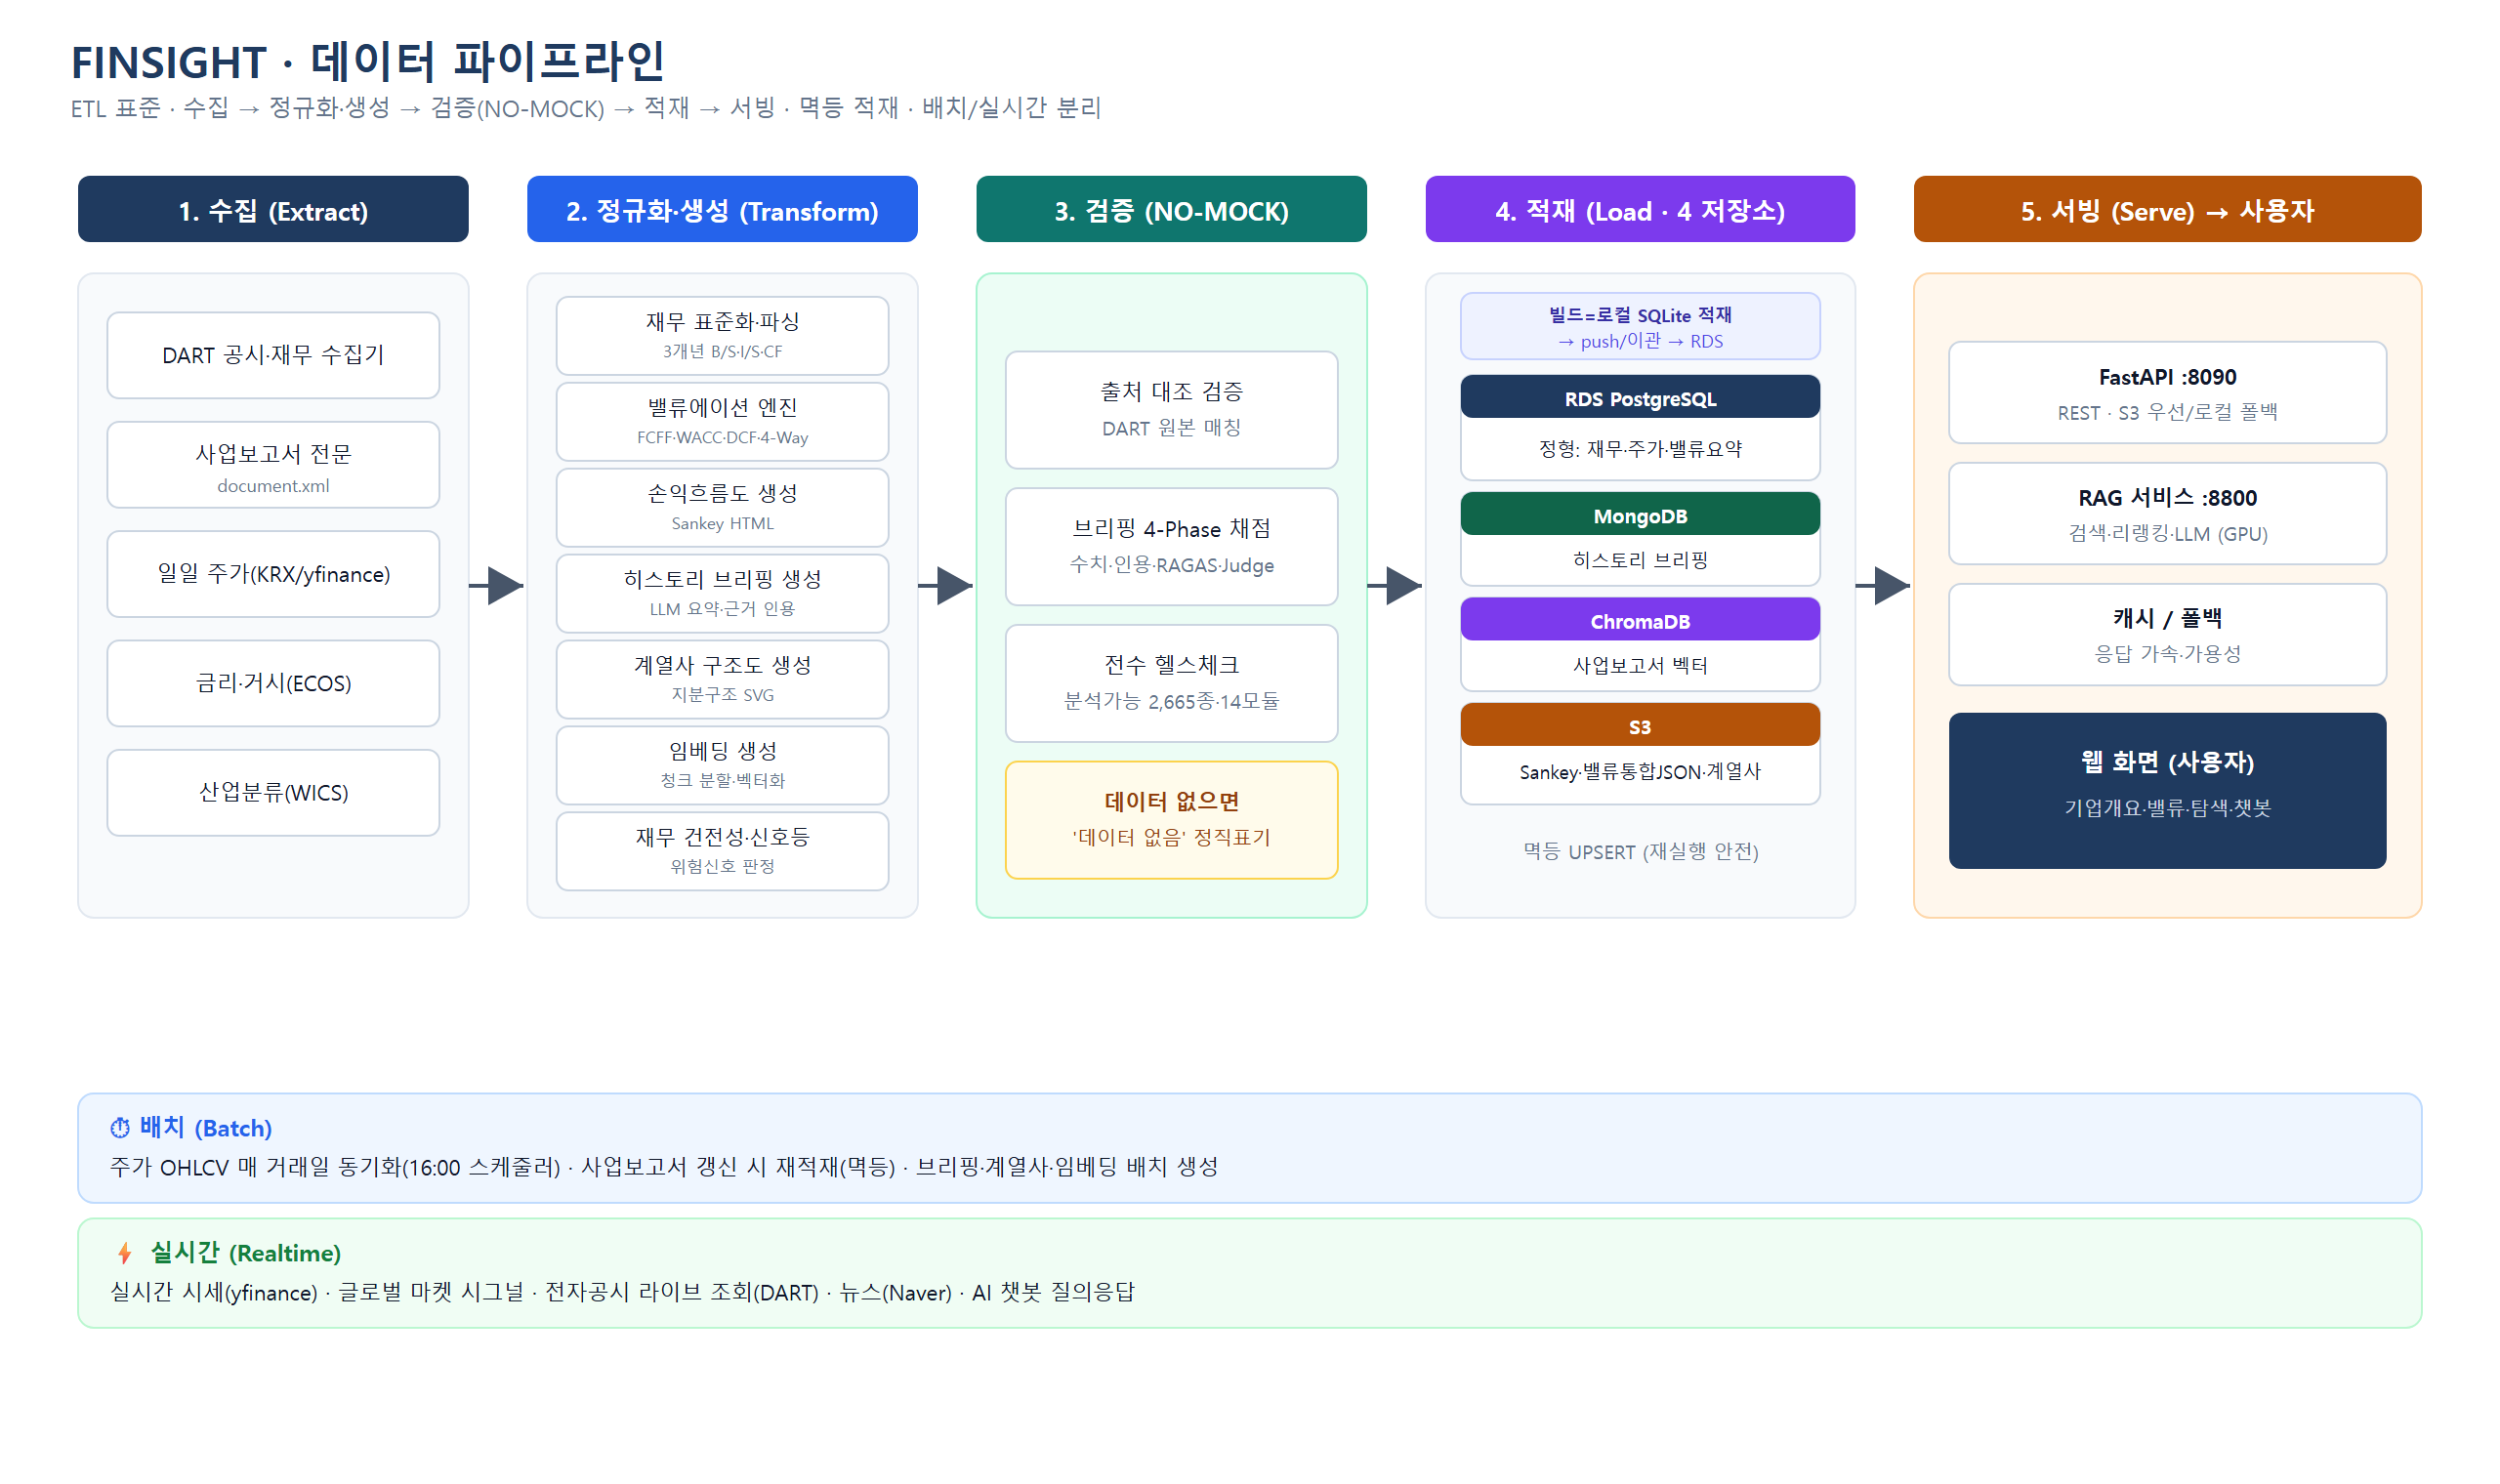 FINSIGHT · 데이터 파이프라인
ETL 표준 · 수집 → 정규화·생성 → 검증(NO-MOCK) → 적재 → 서빙 · 멱등 적재 · 배치/실시간 분리
1. 수집 (Extract)
DART 공시·재무 수집기
사업보고서 전문
document.xml
일일 주가(KRX/yfinance)
금리·거시(ECOS)
산업분류(WICS)
2. 정규화·생성 (Transform)
재무 표준화·파싱
3개년 B/S·I/S·CF
밸류에이션 엔진
FCFF·WACC·DCF·4-Way
손익흐름도 생성
Sankey HTML
히스토리 브리핑 생성
LLM 요약·근거 인용
계열사 구조도 생성
지분구조 SVG
임베딩 생성
청크 분할·벡터화
재무 건전성·신호등
위험신호 판정
3. 검증 (NO-MOCK)
출처 대조 검증
DART 원본 매칭
브리핑 4-Phase 채점
수치·인용·RAGAS·Judge
전수 헬스체크
분석가능 2,665종·14모듈
데이터 없으면
'데이터 없음' 정직표기
4. 적재 (Load · 4 저장소)
빌드=로컬 SQLite 적재
→ push/이관 → RDS
RDS PostgreSQL
정형: 재무·주가·밸류요약
MongoDB
히스토리 브리핑
ChromaDB
사업보고서 벡터
S3
Sankey·밸류통합JSON·계열사
멱등 UPSERT (재실행 안전)
5. 서빙 (Serve) → 사용자
FastAPI :8090
REST · S3 우선/로컬 폴백
RAG 서비스 :8800
검색·리랭킹·LLM (GPU)
캐시 / 폴백
응답 가속·가용성
웹 화면 (사용자)
기업개요·밸류·탐색·챗봇
⏱ 배치 (Batch)
주가 OHLCV 매 거래일 동기화(16:00 스케줄러) · 사업보고서 갱신 시 재적재(멱등) · 브리핑·계열사·임베딩 배치 생성
⚡ 실시간 (Realtime)
실시간 시세(yfinance) · 글로벌 마켓 시그널 · 전자공시 라이브 조회(DART) · 뉴스(Naver) · AI 챗봇 질의응답